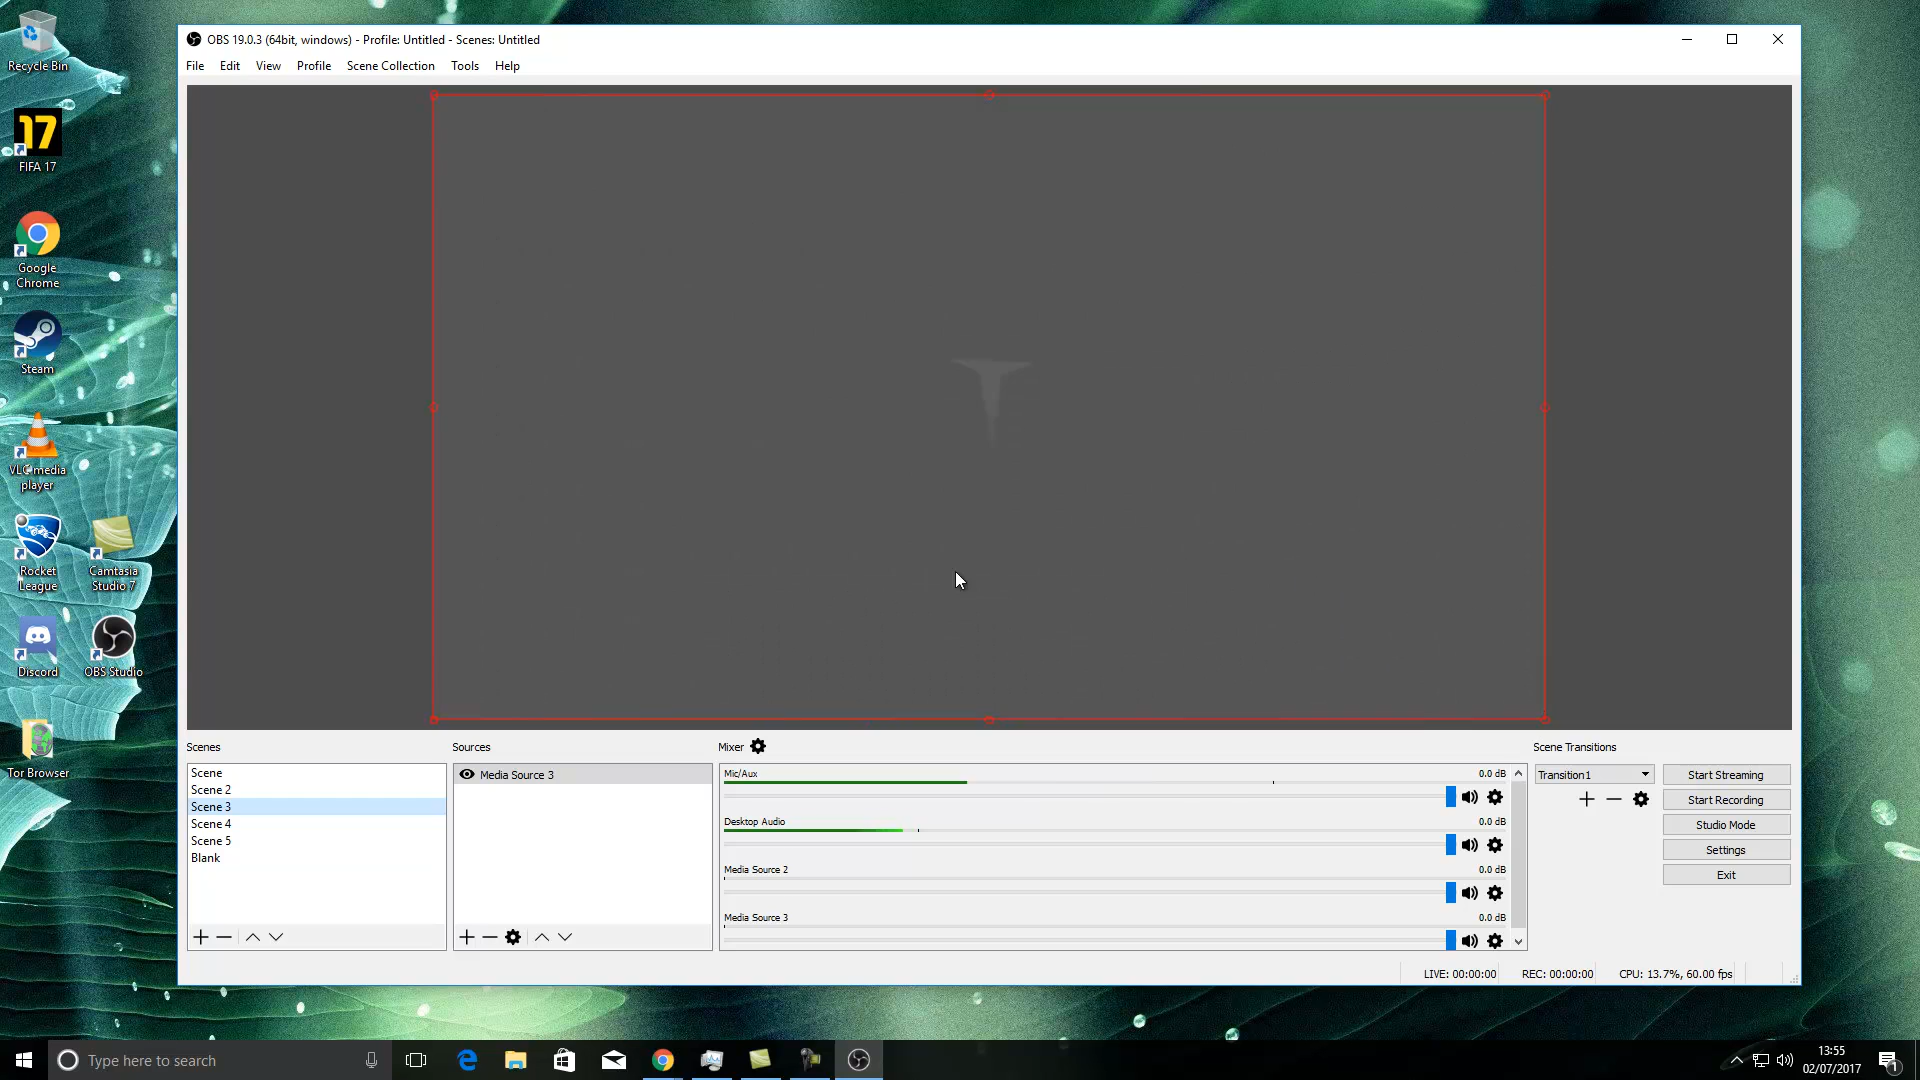 Recycle Bin
17
FIFA 17
Google
Chrome
Steam
VLC media
player
Rocket
League
Camtasia
Studio 7
Discord
OBS Studio
Tor Browser
OBS 19.0.3 (64bit, windows) - Profile: Untitled - Scenes: Untitled
File
Edit
View
Profile
Scene Collection
Tools
Help
Scenes
Scene
Scene 2
Scene 3
Scene 4
Scene 5
Blank
Sources
Media Source 3
Mixer
Mic/Aux
0.0 dB
Desktop Audio
0.0 dB
Media Source 2
0.0 dB
Media Source 3
0.0 dB
Scene Transitions
Transition1
Start Streaming
Start Recording
Studio Mode
Settings
Exit
LIVE: 00:00:00
REC: 00:00:00
CPU: 13.7%, 60.00 fps
Type here to search
13:55
02/07/2017
1